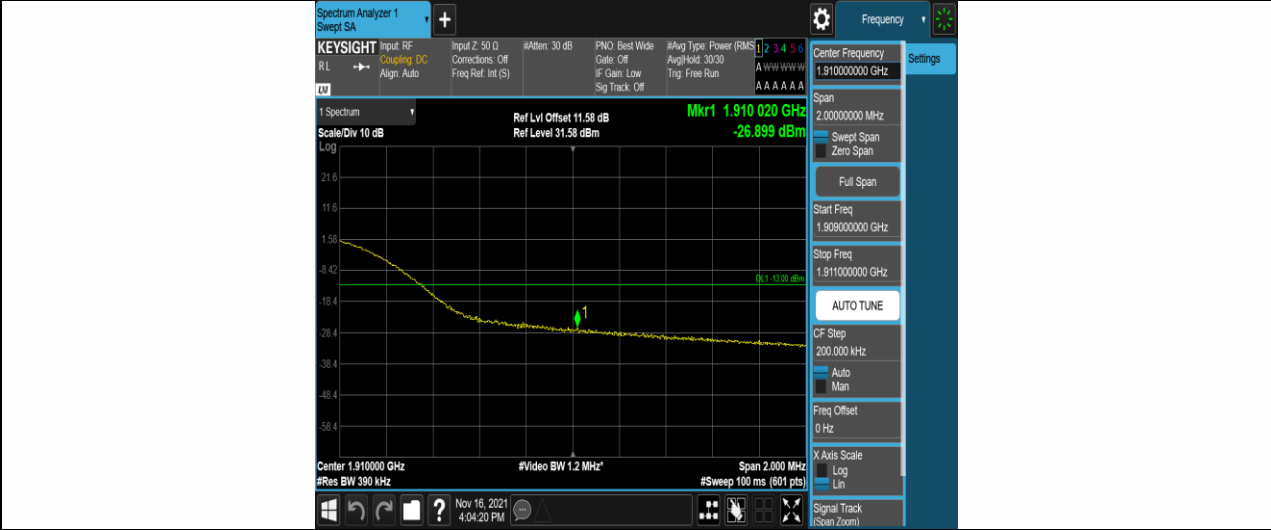 Spectrum Analyzer 1
Swept SA
+
Frequency
KEYSIGHT
RL
LXI
Input: RF
Coupling: DC
Align: Auto
Input Z: 50 Ω
Corrections: Off
Freq Ref: Int (S)
#Atten: 30 dB
PNO: Best Wide
Gate: Off
IF Gain: Low
Sig Track: Off
#Avg Type: Power (RMS
Avg|Hold: 30/30
Trig: Free Run
1 2 3 4 5 6
A W W W W W
A A A A A A
1 Spectrum
Scale/Div 10 dB
Ref Lvl Offset 11.58 dB
Ref Level 31.58 dBm
Mkr1 1.910 020 GHz
-26.899 dBm
Log
21.6
11.6
1.58
-8.42
-18.4
-28.4
-38.4
-48.4
-58.4
DL1 -13.00 dBm
1
Center 1.910000 GHz
#Res BW 390 kHz
#Video BW 1.2 MHz*
Span 2.000 MHz
#Sweep 100 ms (601 pts)
Nov 16, 2021
4:04:20 PM
?
Center Frequency
1.910000000 GHz
Settings
Span
2.00000000 MHz
Swept Span
Zero Span
Full Span
Start Freq
1.909000000 GHz
Stop Freq
1.911000000 GHz
AUTO TUNE
CF Step
200.000 kHz
Auto
Man
Freq Offset
0 Hz
X Axis Scale
Log
Lin
Signal Track
(Span Zoom)